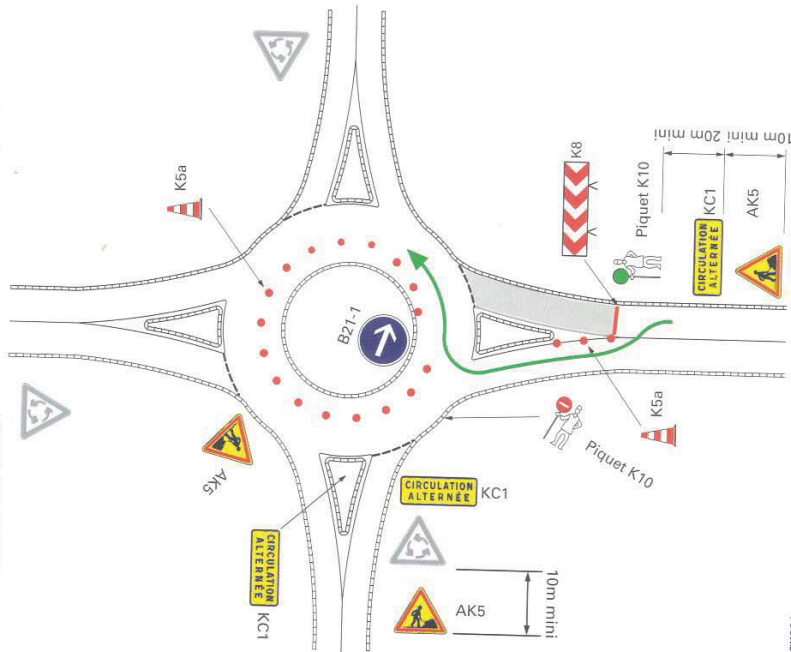 K5a
B21-1
K8
Piquet K10
10m mini
20m mini
KC1
CIRCULATION
ALTERNÉE
AK5
AK5
K5a
Piquet K10
CIRCULATION
ALTERNÉE
KC1
CIRCULATION
ALTERNÉE
KC1
AK5
10m mini